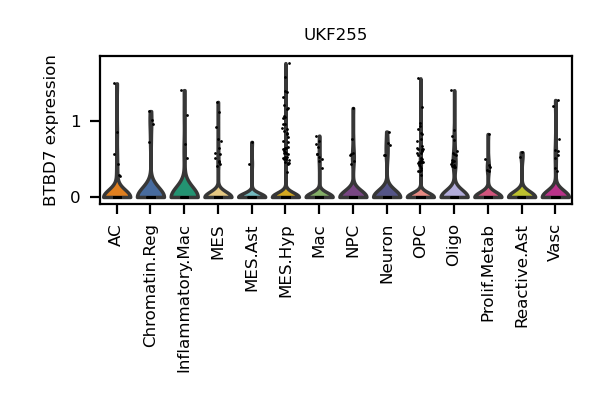 UKF255
BTBD7 expression
1
0
AC
Chromatin.Reg
Inflammatory.Mac
MES
MES.Ast
MES.Hyp
Mac
NPC
Neuron
OPC
Oligo
Prolif.Metab
Reactive.Ast
Vasc